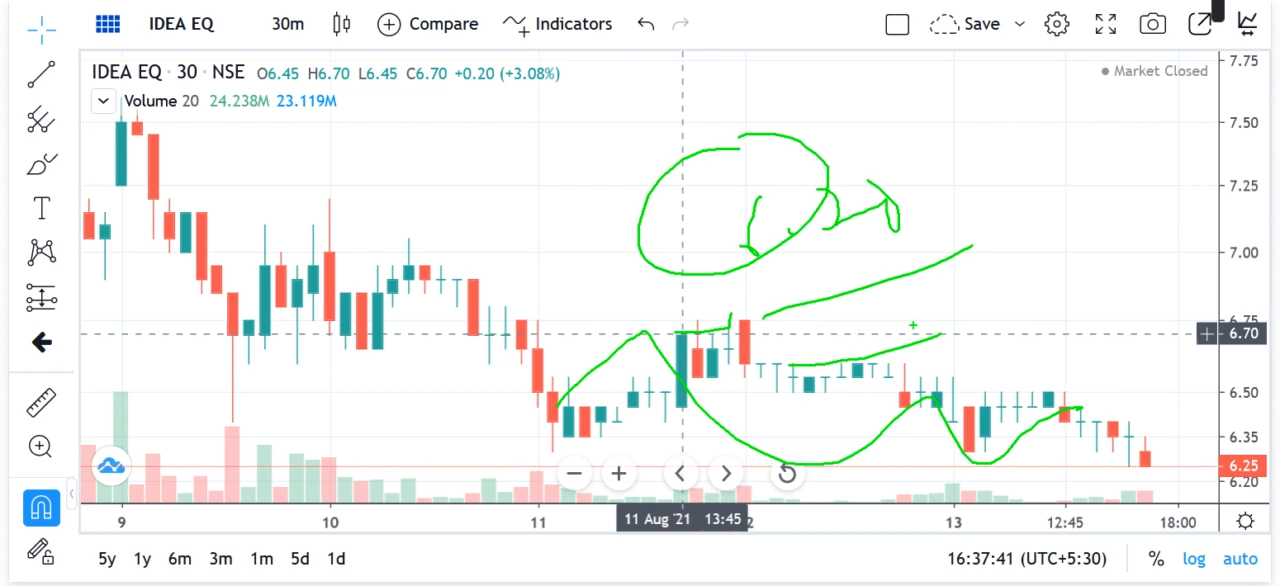 IDEA EQ 30m Compare Indicators Save
IDEA EQ · 30 · NSE O6.45 H6.70 L6.45 C6.70 +0.20 (+3.08%)
Market Closed
Volume 20 24.238M 23.119M
7.75
7.50
7.25
7.00
6.75
6.70
6.50
6.35
6.25
6.20
9 10 11 11 Aug '21 13:45 2 13 12:45 18:00
5y 1y 6m 3m 1m 5d 1d 16:37:41 (UTC+5:30) % log auto